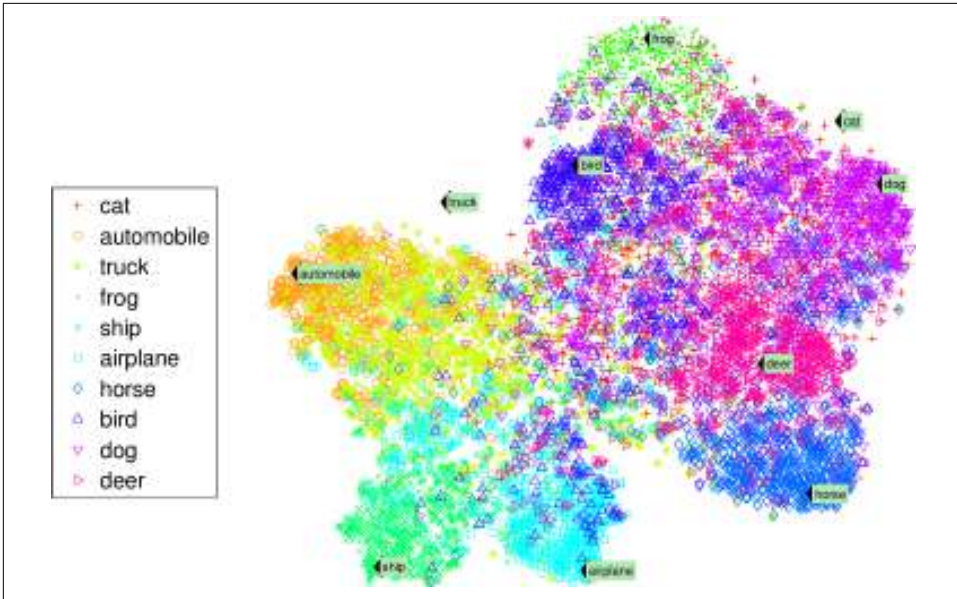 frog
cat
bird
dog
truck
automobile
deer
horse
ship
airplane
cat
automobile
truck
frog
ship
airplane
horse
bird
dog
deer